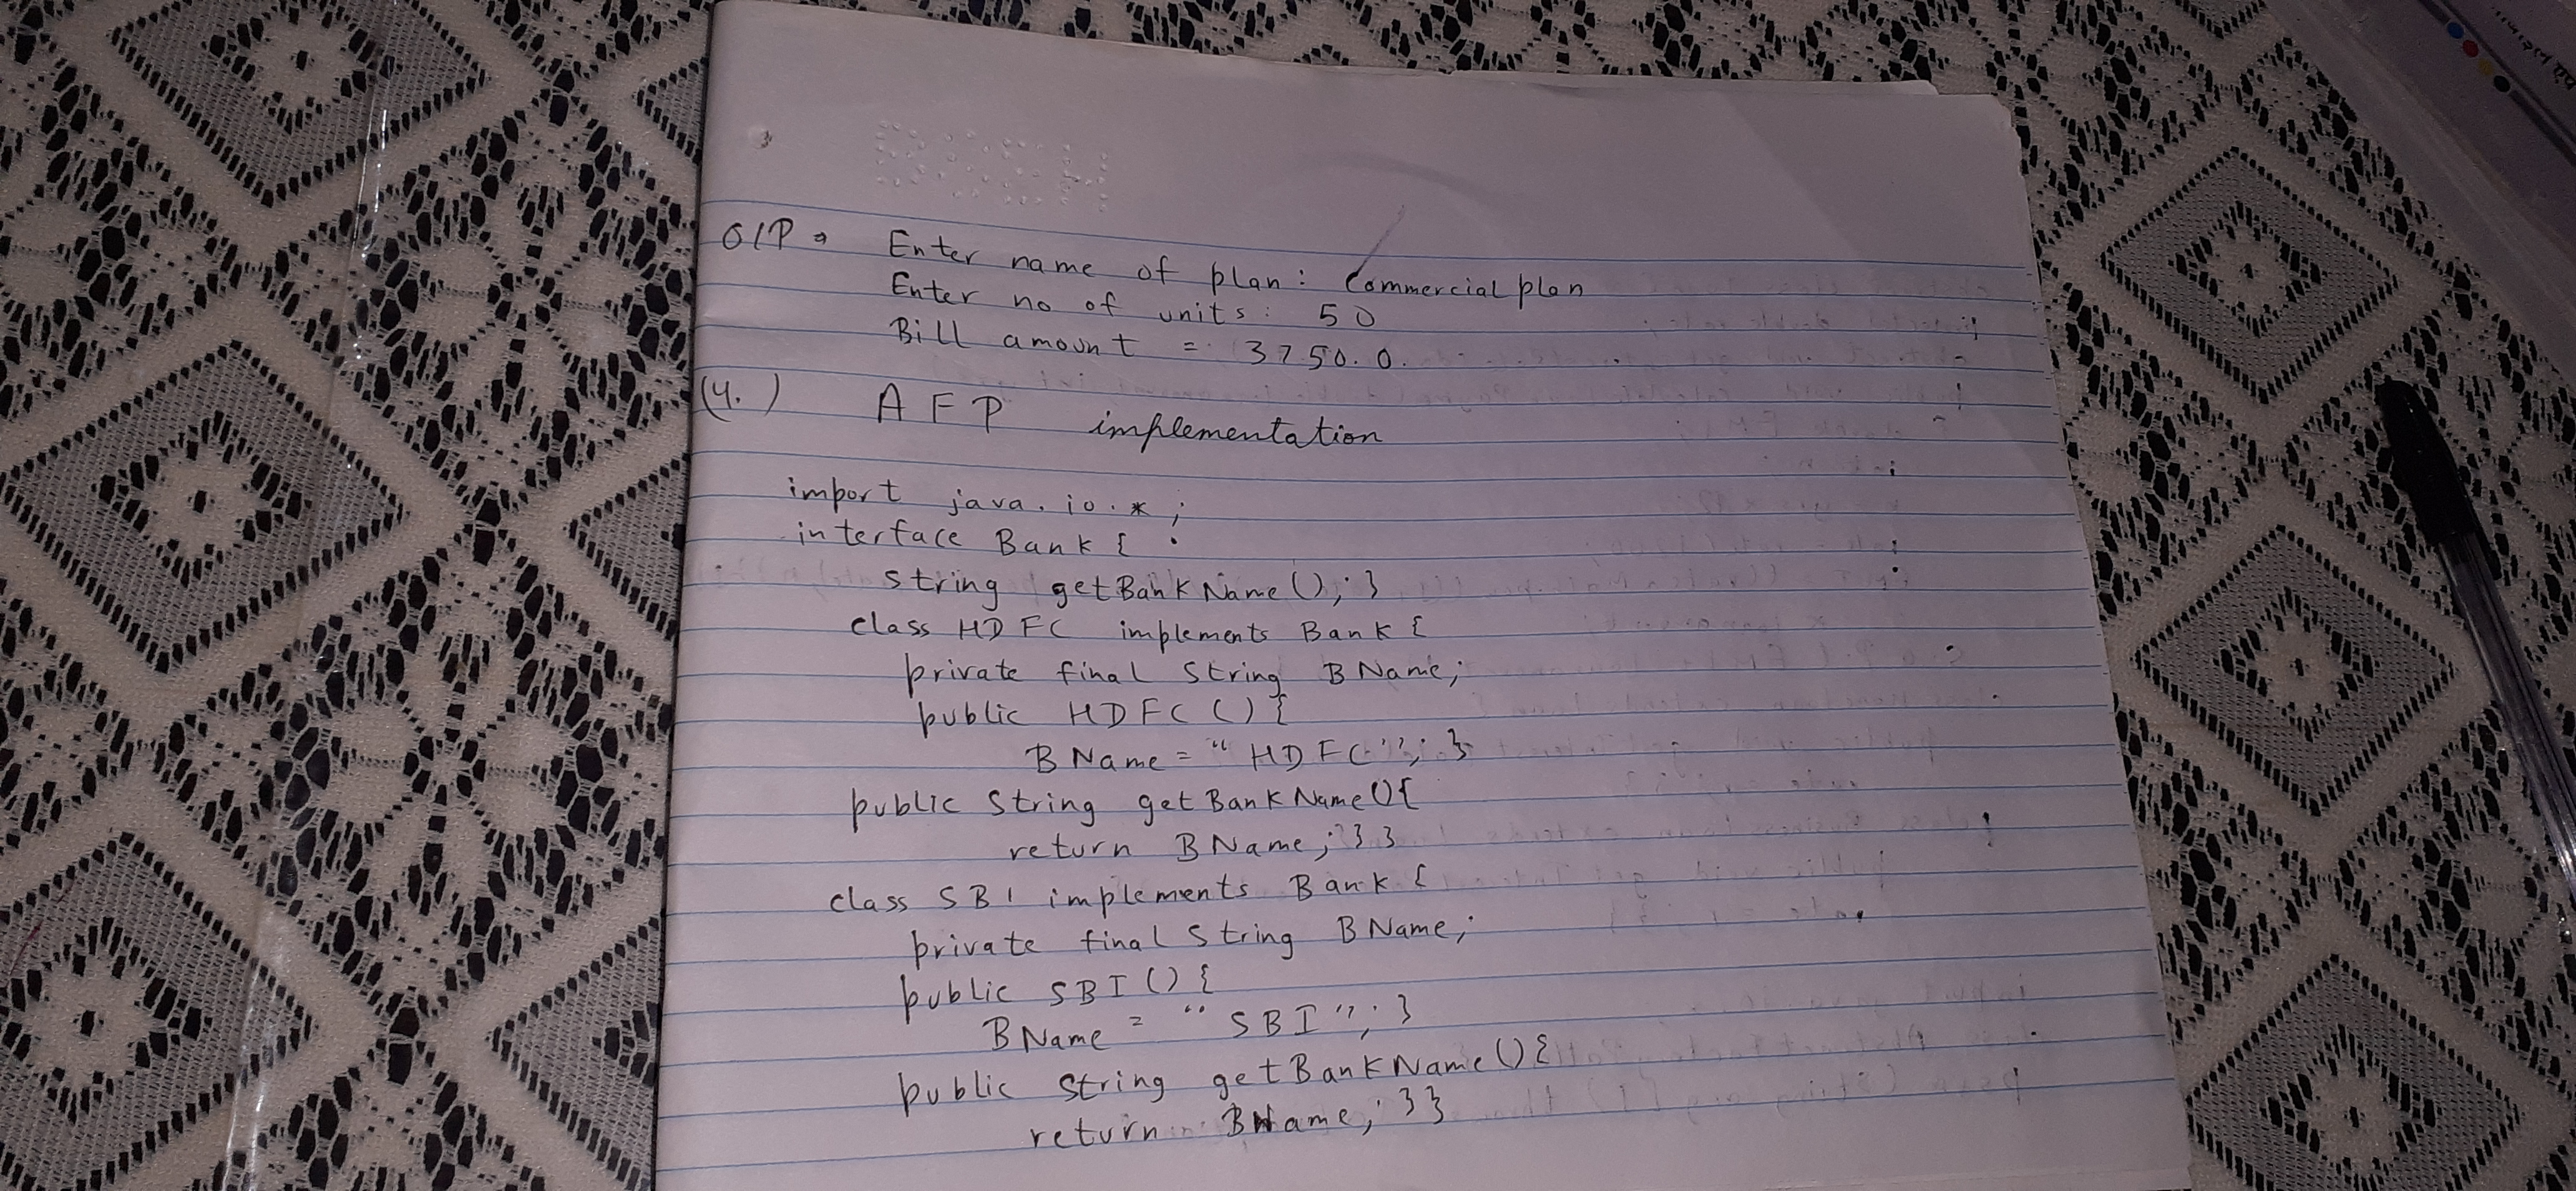 O/P ⇒ Enter name of plan: Commercialplan
Enter no of units: 50
Bill amount = 3750.0.
(4.) AFP implementation
import java.io.*;
interface Bank {
String getBankName(); }
class HDFC implements Bank {
private final String BName;
public HDFC () {
BName = "HDFC"; }
public String getBankName(){
return BName; } }
class SBI implements Bank {
private final String BName;
public SBI () {
BName = "SBI"; }
public String getBankName(){
return BName; } }